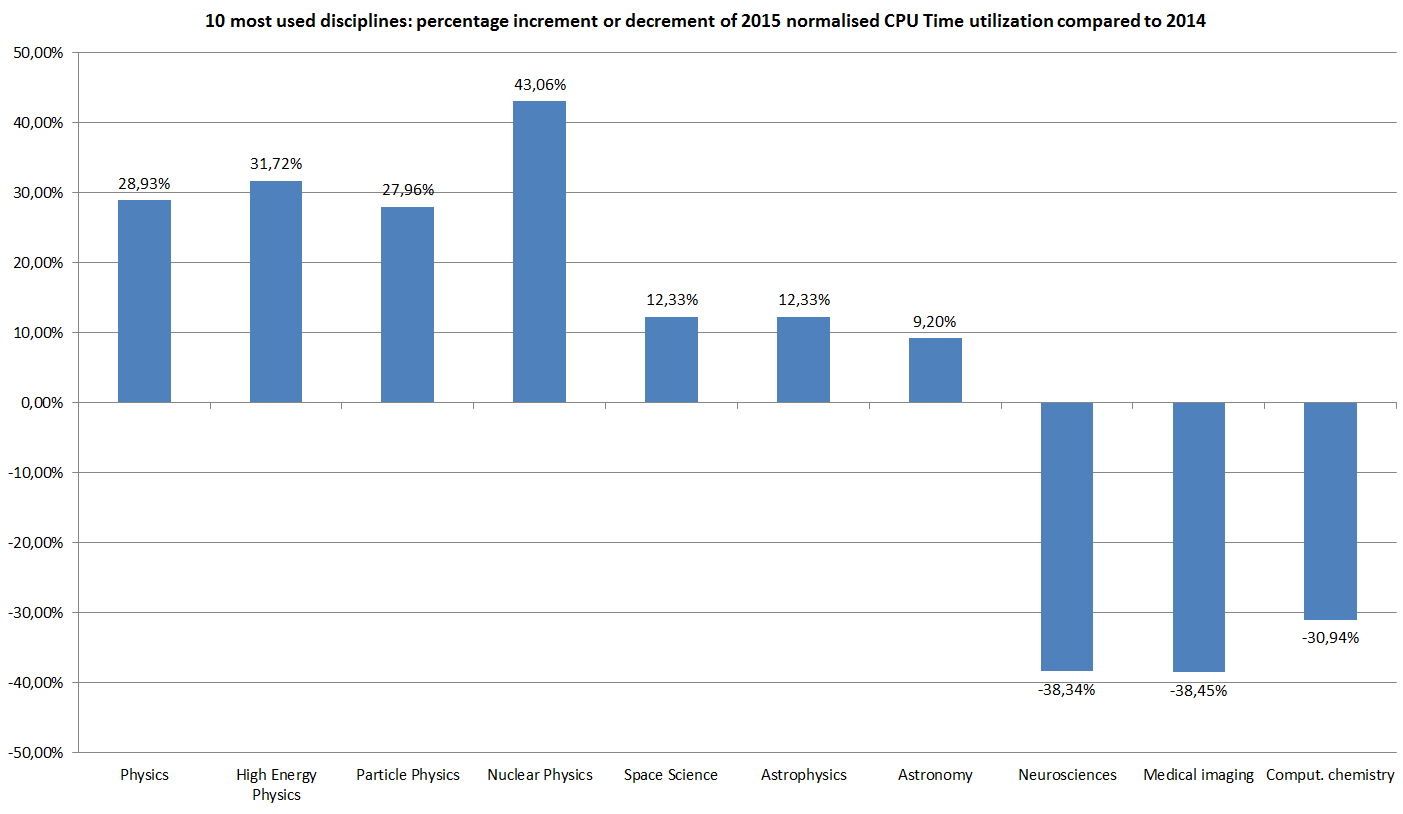 10 most used disciplines: percentage increment or decrement of 2015 normalised CPU Time utilization compared to 2014
50,00%
40,00%
30,00%
20,00%
10,00%
0,00%
-10,00%
-20,00%
-30,00%
-40,00%
-50,00%
28,93%
31,72%
27,96%
43,06%
12,33%
12,33%
9,20%
-38,34%
-38,45%
-30,94%
Physics
High Energy
Physics
Particle Physics
Nuclear Physics
Space Science
Astrophysics
Astronomy
Neurosciences
Medical imaging
Comput. chemistry